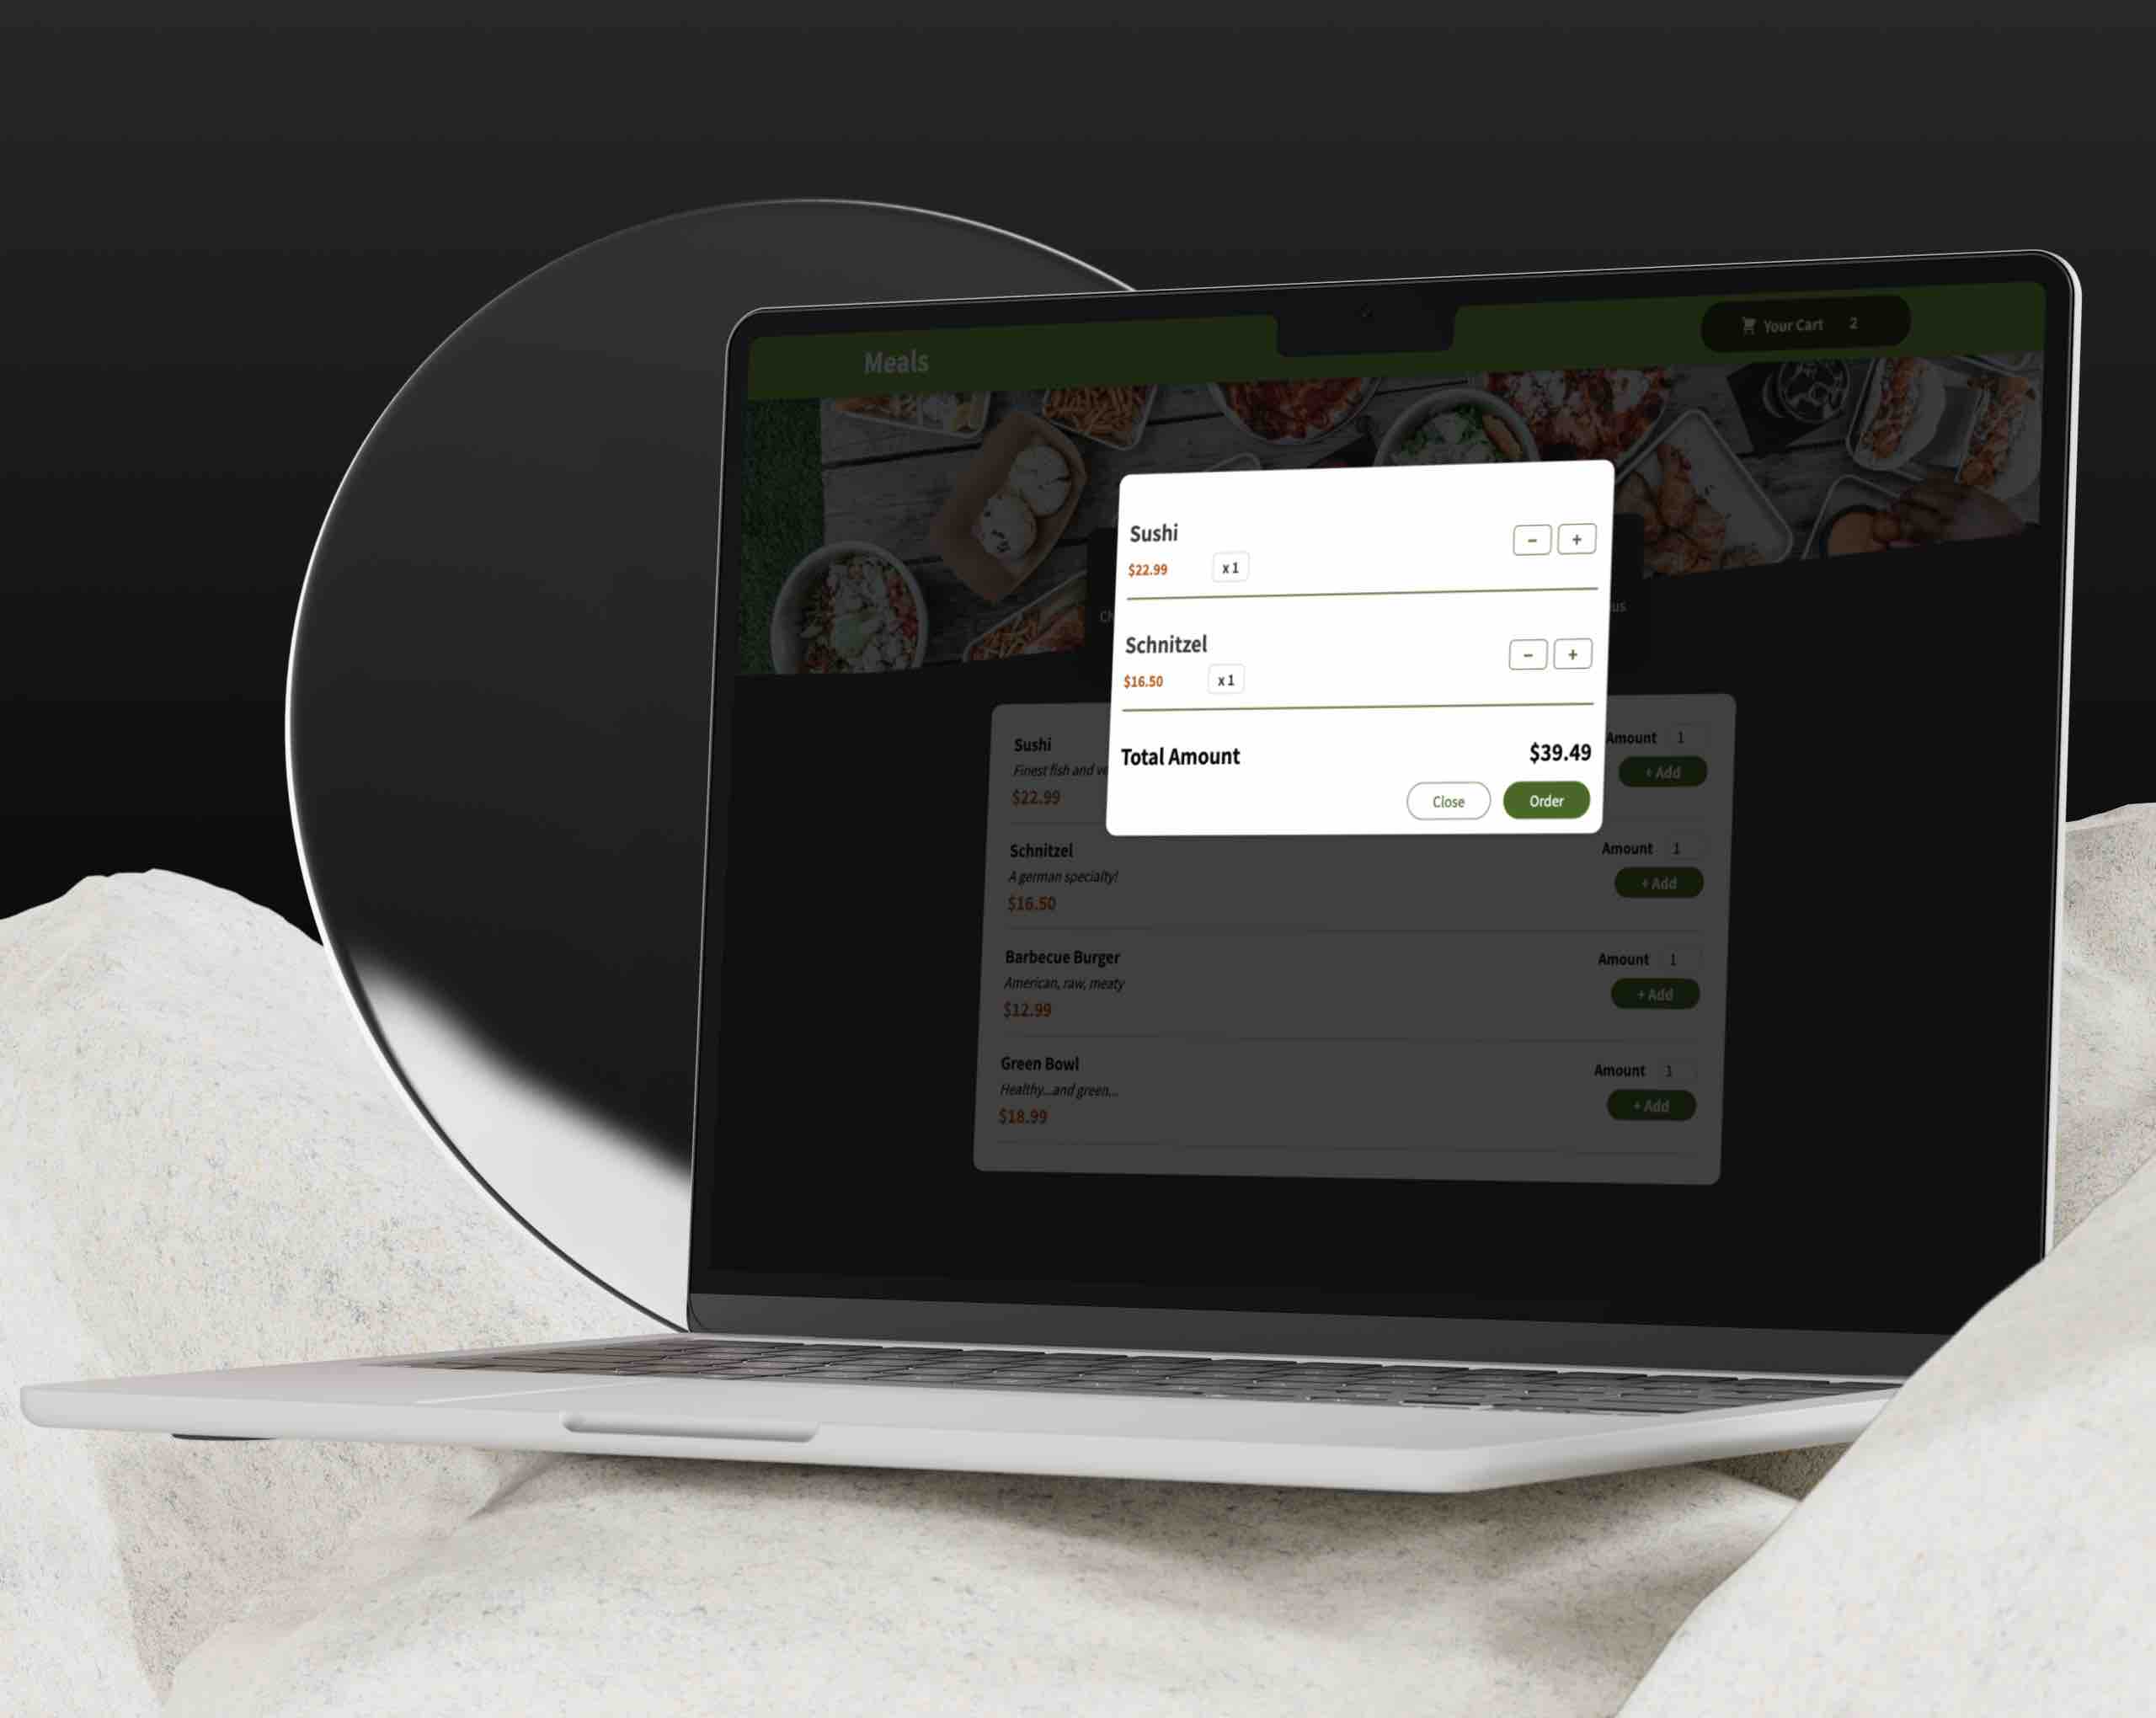 Meals
Your Cart 2
Sushi
− +
$22.99 x 1
Schnitzel
− +
$16.50 x 1
Total Amount $39.49
Close Order
Sushi
Finest fish and
$22.99
Amount 1
+ Add
Schnitzel
A german specialty!
$16.50
Amount 1
+ Add
Barbecue Burger
American, raw, meaty
$12.99
Amount 1
+ Add
Green Bowl
Healthy...and green...
$18.99
Amount 1
+ Add